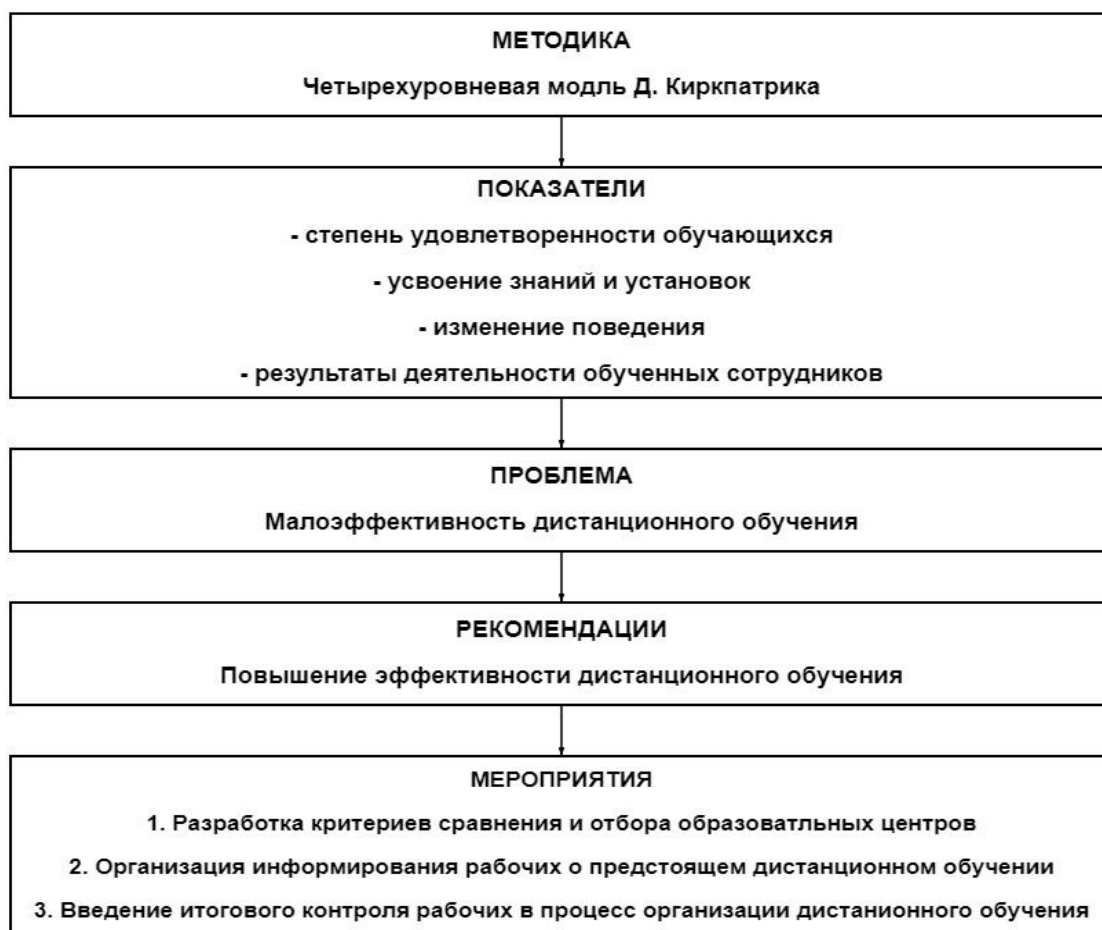 МЕТОДИКА
Четырехуровневая модль Д. Киркпатрика
ПОКАЗАТЕЛИ
- степень удовлетворенности обучающихся
- усвоение знаний и установок
- изменение поведения
- результаты деятельности обученных сотрудников
ПРОБЛЕМА
Малоэффективность дистанционного обучения
РЕКОМЕНДАЦИИ
Повышение эффективности дистанционного обучения
МЕРОПРИЯТИЯ
1. Разработка критериев сравнения и отбора образоватльных центров
2. Организация информирования рабочих о предстоящем дистанционном обучении
3. Введение итогового контроля рабочих в процесс организации дистанионного обучения